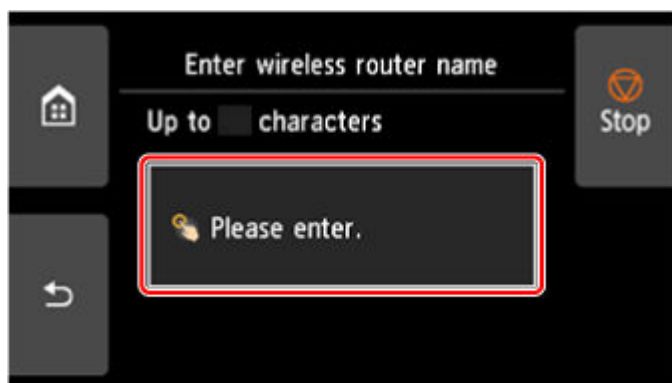 Enter wireless router name
Up to characters
Stop
Please enter.